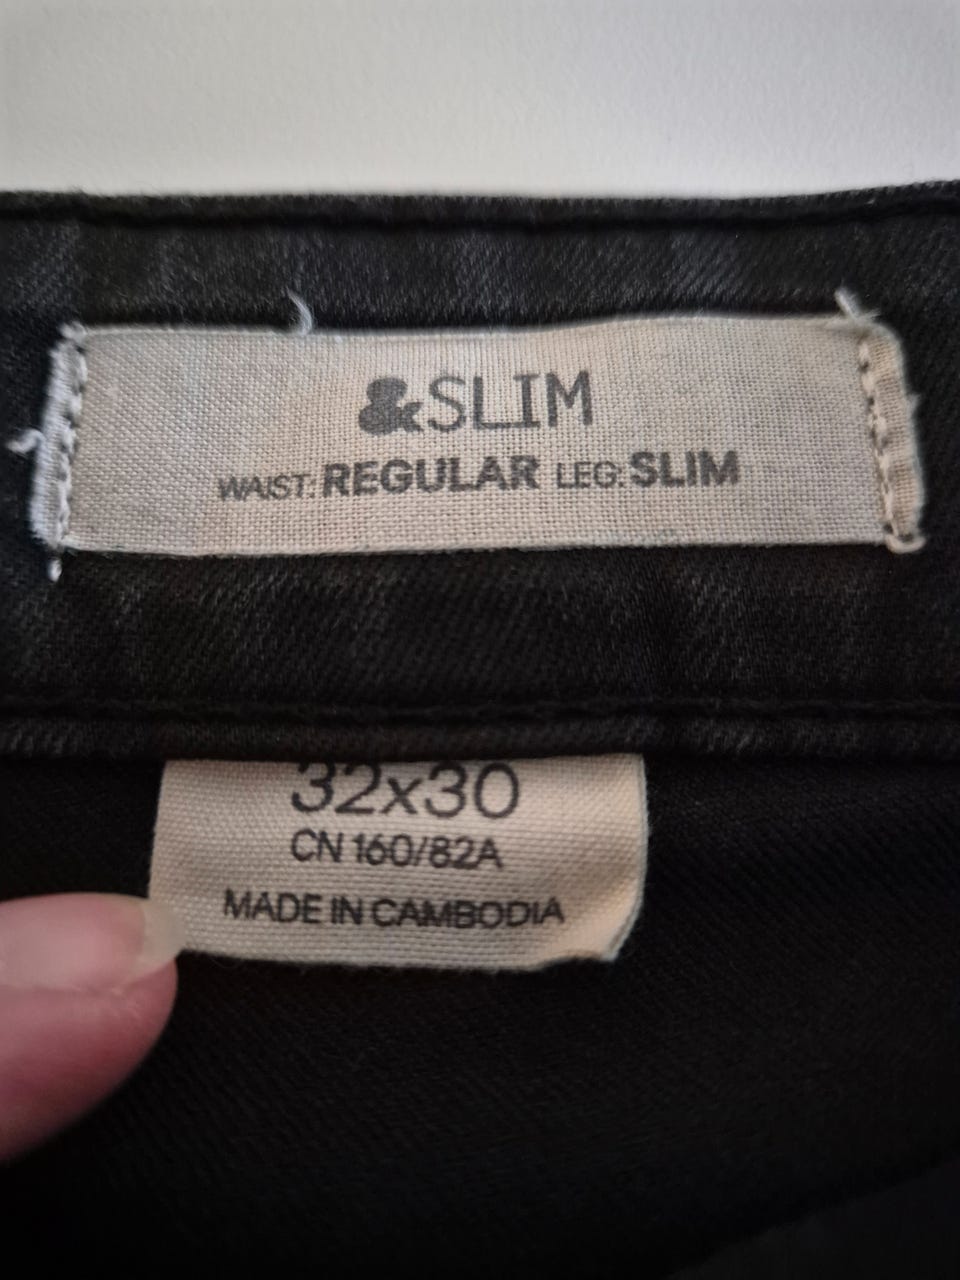 &SLIM
WAIST: REGULAR LEG: SLIM
32x30
CN 160/82A
MADE IN CAMBODIA